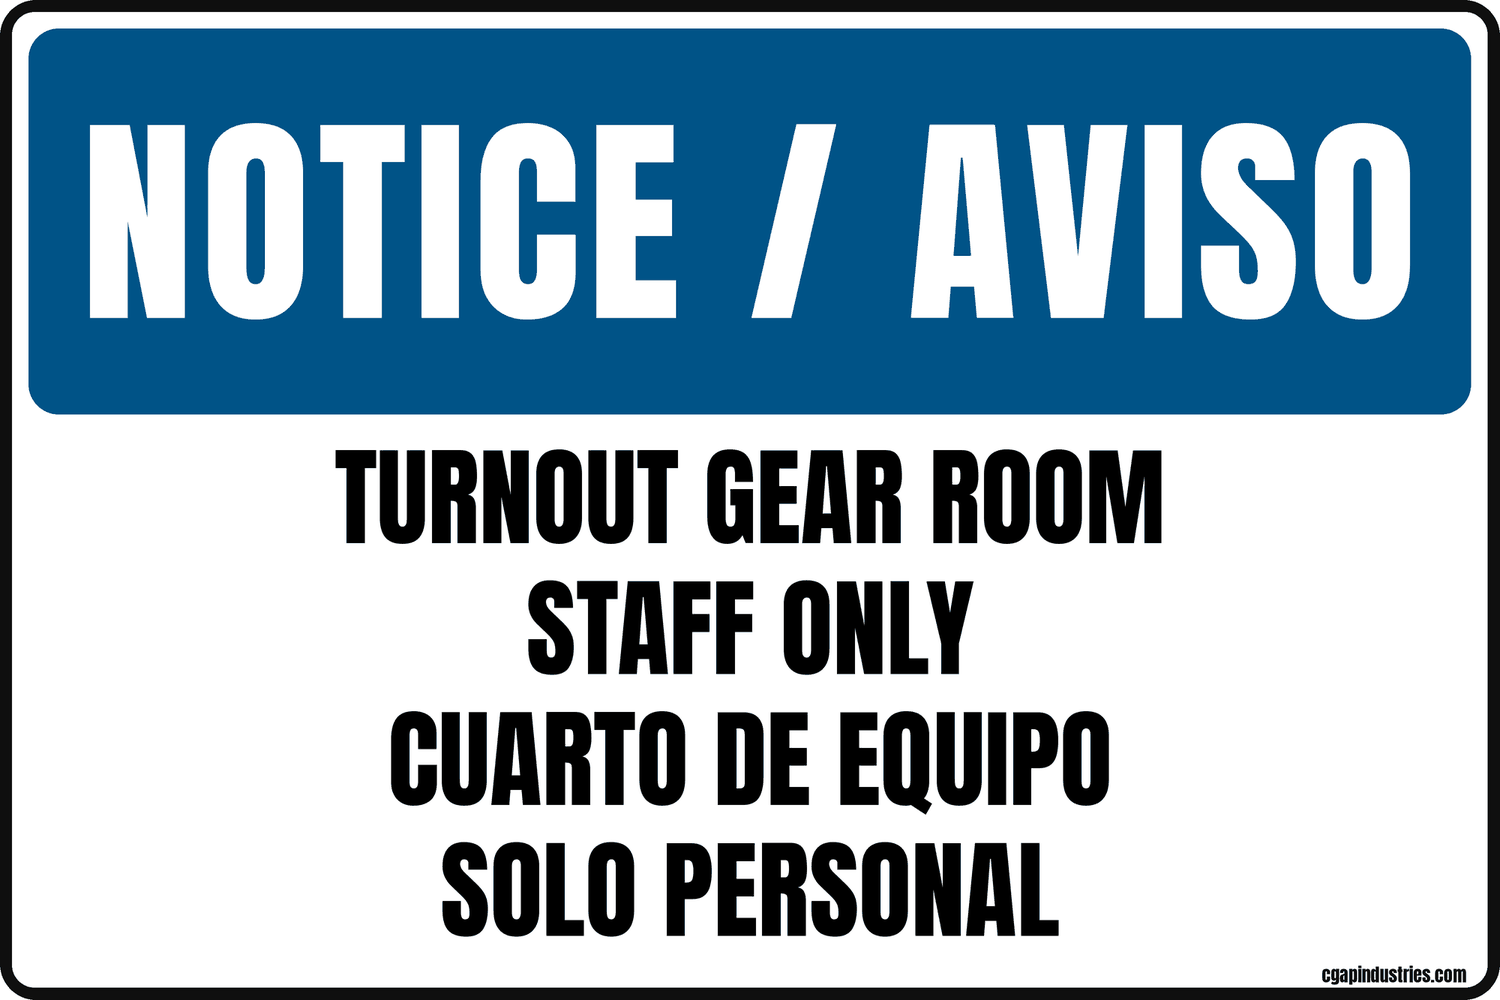 NOTICE / AVISO
TURNOUT GEAR ROOM
STAFF ONLY
CUARTO DE EQUIPO
SOLO PERSONAL
cgapindustries.com